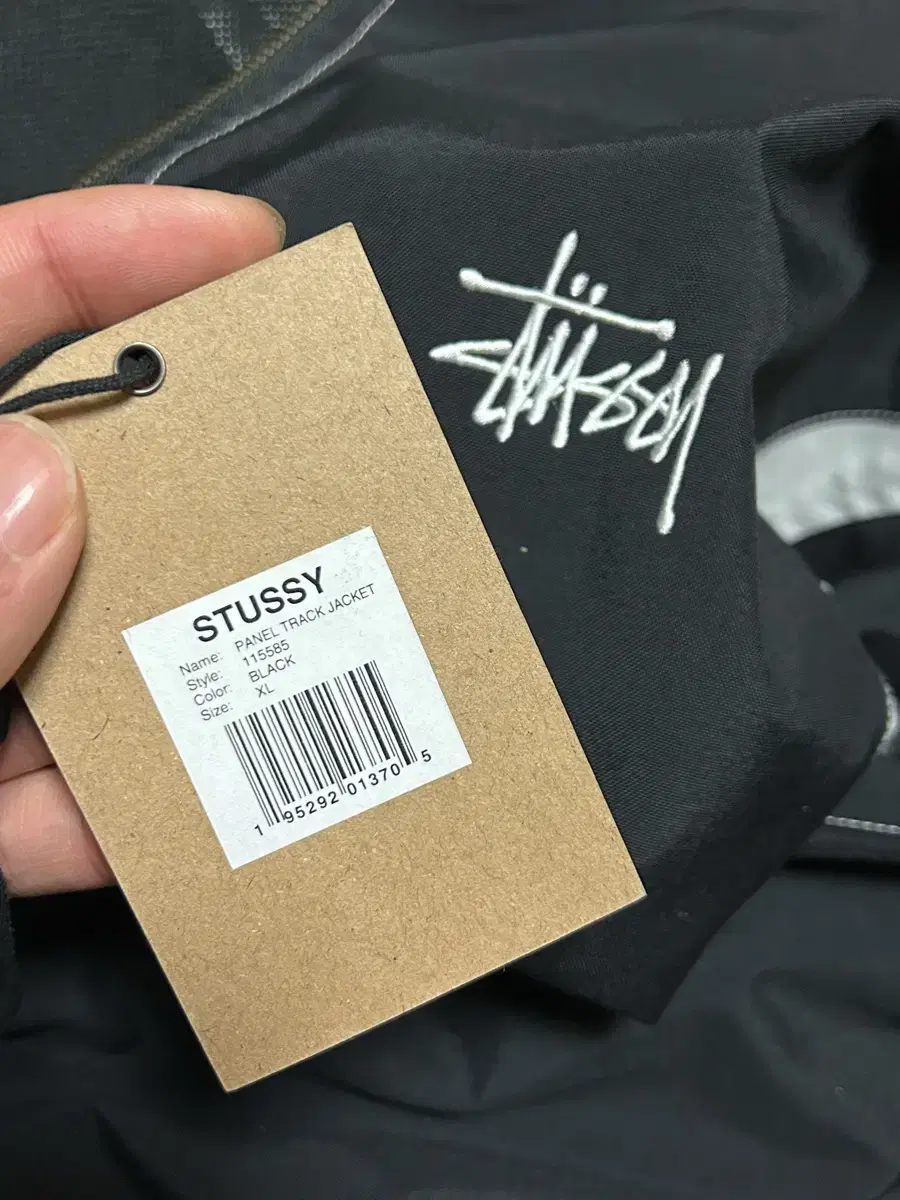 Stüssy
STUSSY
Name: PANEL TRACK JACKET
Style: 115585
Color: BLACK
Size: XL
1 95292 01370 5